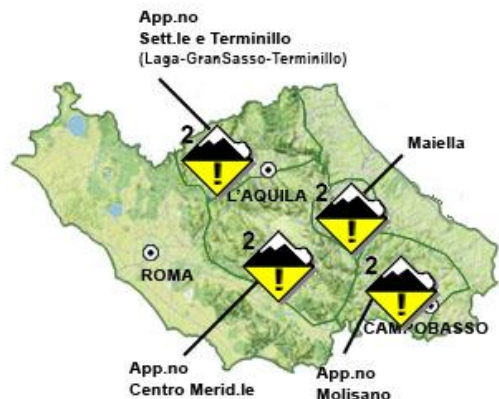 App.no
Sett.le e Terminillo
(Laga-GranSasso-Terminillo)
Maiella
2
!
L'AQUILA
2
!
ROMA
2
!
2
!
CAMPOBASSO
App.no
Centro Merid.le
App.no
Molisano